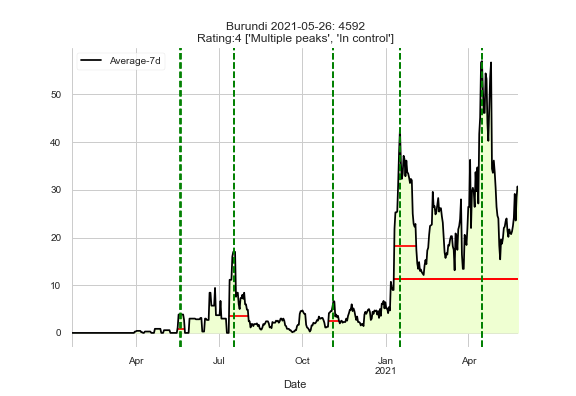 Burundi 2021-05-26: 4592
Rating:4 ['Multiple peaks', 'In control']
Average-7d
50
40
30
20
10
0
Apr
Jul
Oct
Jan
2021
Apr
Date